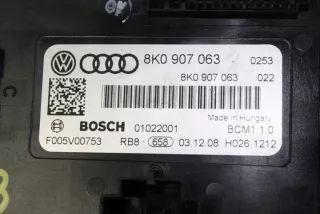 8K0 907 063 0253
8K0 907 063 022
Made in Hungary
BOSCH 01022001 BCM1 1.0
F005V00753 RB8- 658 03.12.08 H026 1212